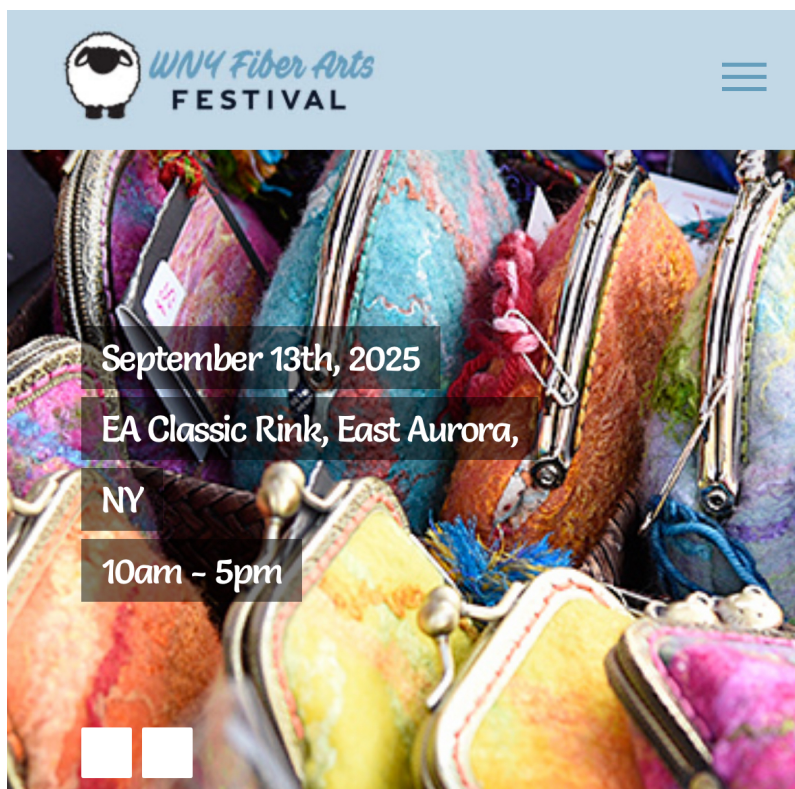 WNY Fiber Arts
FESTIVAL
September 13th, 2025
EA Classic Rink, East Aurora,
NY
10am - 5pm